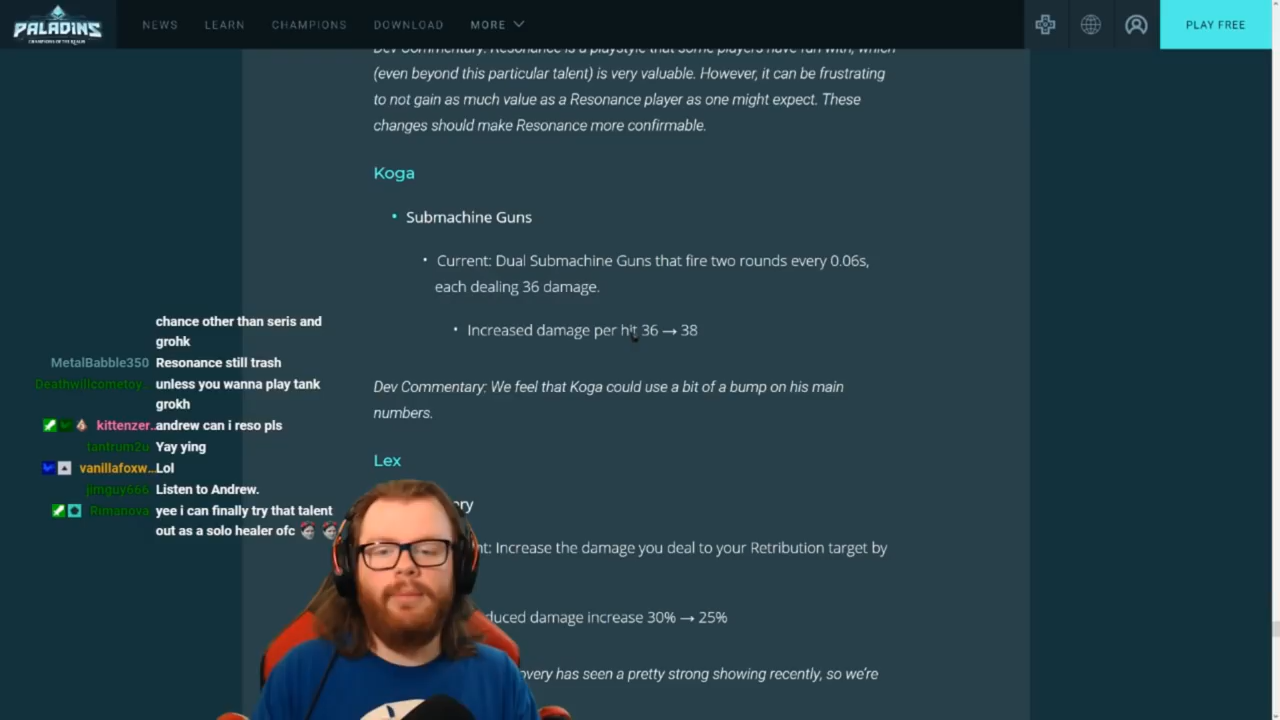 PALADINS
CHAMPIONS OF THE REALM
NEWS LEARN CHAMPIONS DOWNLOAD MORE PLAY FREE
Dev Commentary: Resonance is a playstyle that some players have fun with, which
(even beyond this particular talent) is very valuable. However, it can be frustrating
to not gain as much value as a Resonance player as one might expect. These
changes should make Resonance more confirmable.
Koga
Submachine Guns
Current: Dual Submachine Guns that fire two rounds every 0.06s,
each dealing 36 damage.
Increased damage per hit 36 → 38
Dev Commentary: We feel that Koga could use a bit of a bump on his main
numbers.
Lex
ry
t: Increase the damage you deal to your Retribution target by
duced damage increase 30% → 25%
overy has seen a pretty strong showing recently, so we're
chance other than seris and
grohk
MetalBabble350 Resonance still trash
Deathwillcometoy.. unless you wanna play tank
grokh
kittenzer.. andrew can i reso pls
tantrum2u Yay ying
vanillafoxw... Lol
jimguy666 Listen to Andrew.
Rimanova yee i can finally try that talent
out as a solo healer ofc